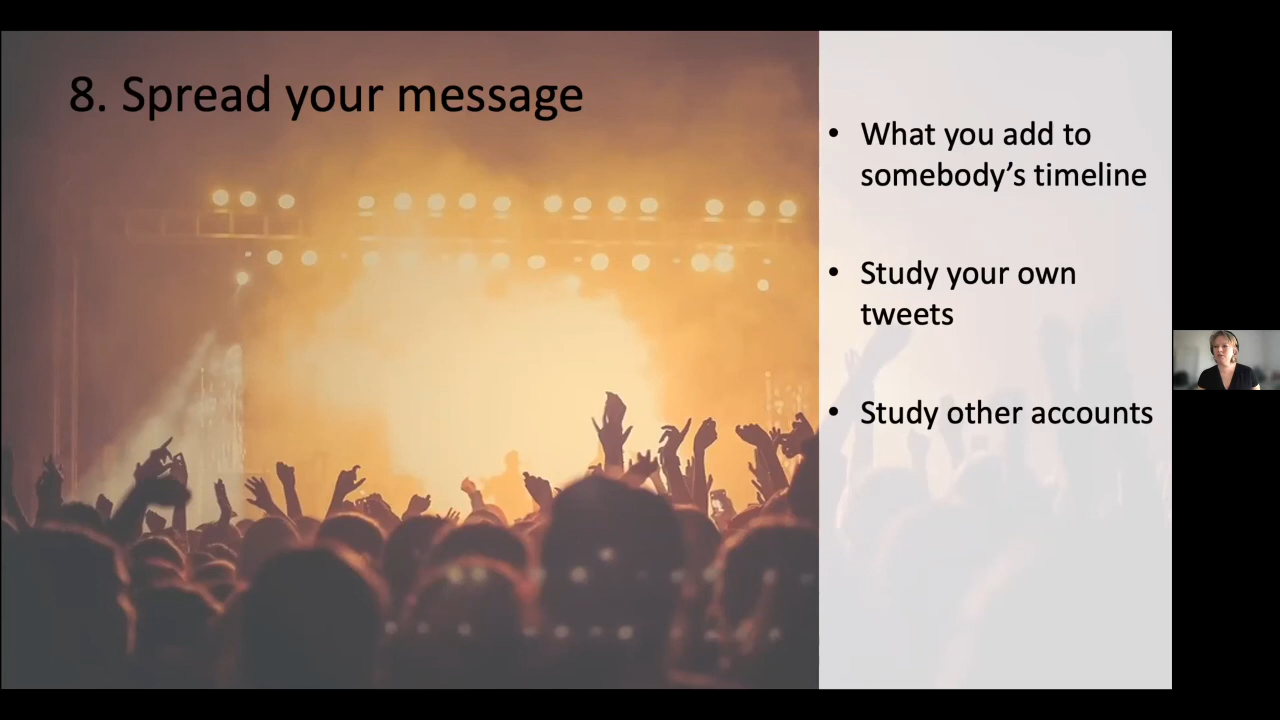 8. Spread your message
• What you add to
somebody’s timeline
• Study your own
tweets
• Study other accounts